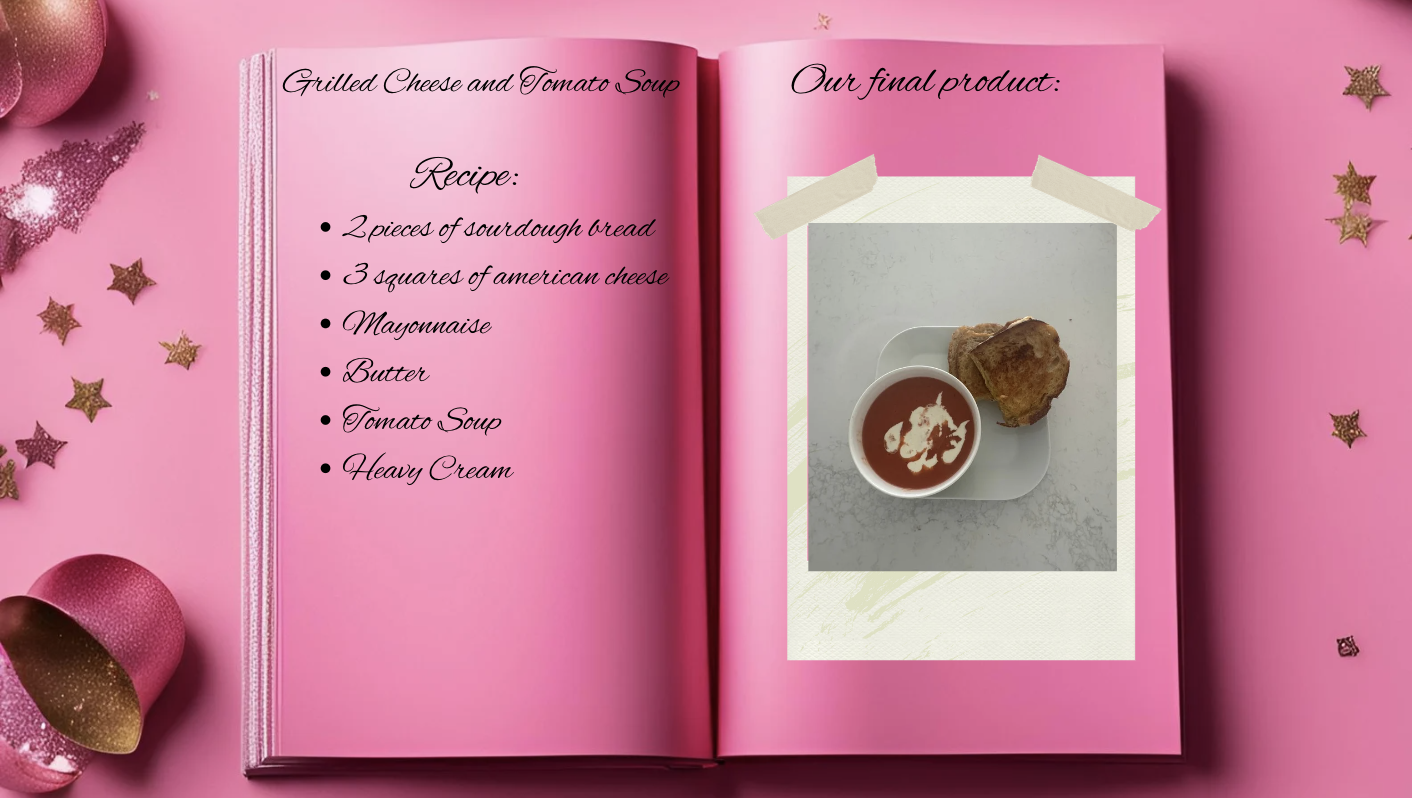 Grilled Cheese and Tomato Soup
Recipe:
• 2 pieces of sourdough bread
• 3 squares of american cheese
• Mayonnaise
• Butter
• Tomato Soup
• Heavy Cream
Our final product: